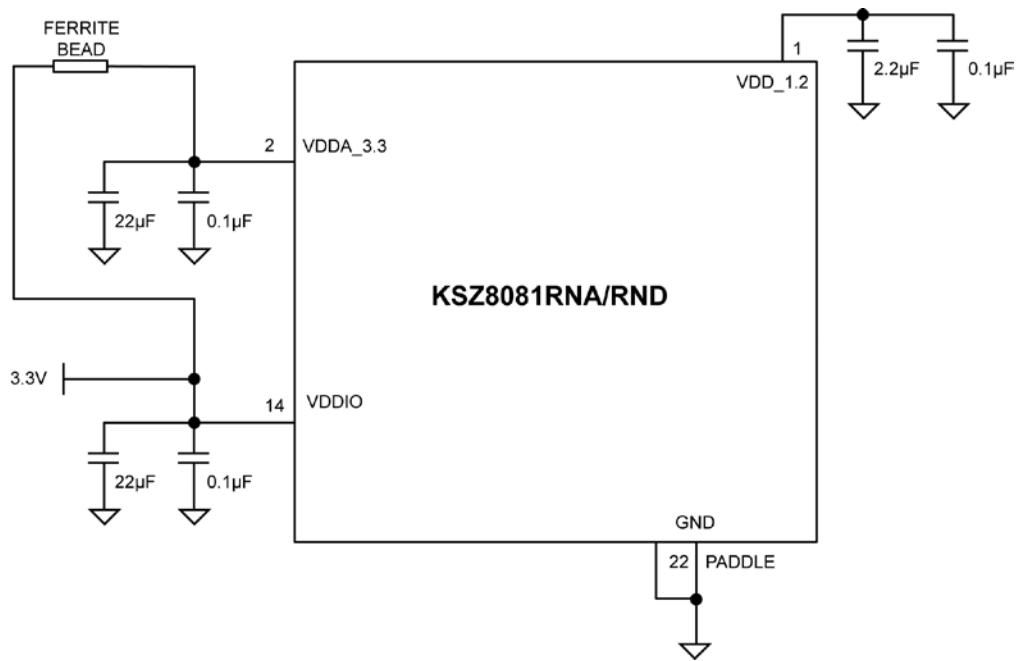 FERRITE
BEAD
1
VDD_1.2
2.2µF
0.1µF
2
VDDA_3.3
22µF
0.1µF
KSZ8081RNA/RND
3.3V
14
VDDIO
22µF
0.1µF
GND
22
PADDLE